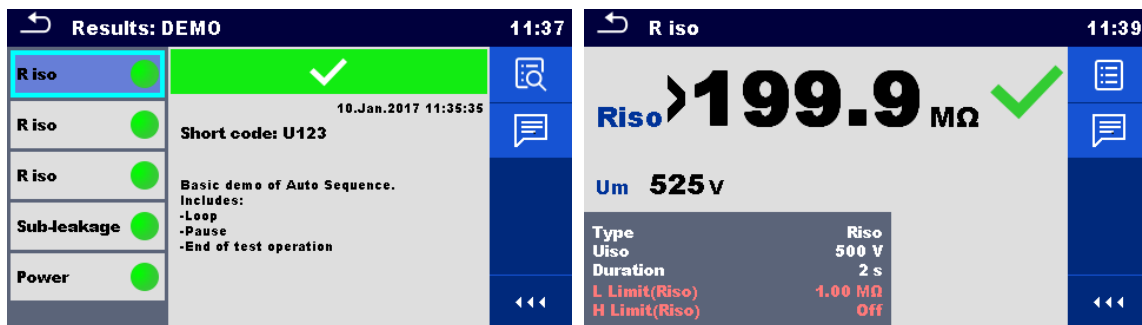 Results: DEMO 11:37
R iso
R iso
R iso
Sub-leakage
Power
10.Jan.2017 11:35:35
Short code: U123
Basic demo of Auto Sequence.
Includes:
-Loop
-Pause
-End of test operation
R iso 11:39
Riso >199.9 MΩ
Um 525 V
Type Riso
Uiso 500 V
Duration 2 s
L Limit(Riso) 1.00 MΩ
H Limit(Riso) Off